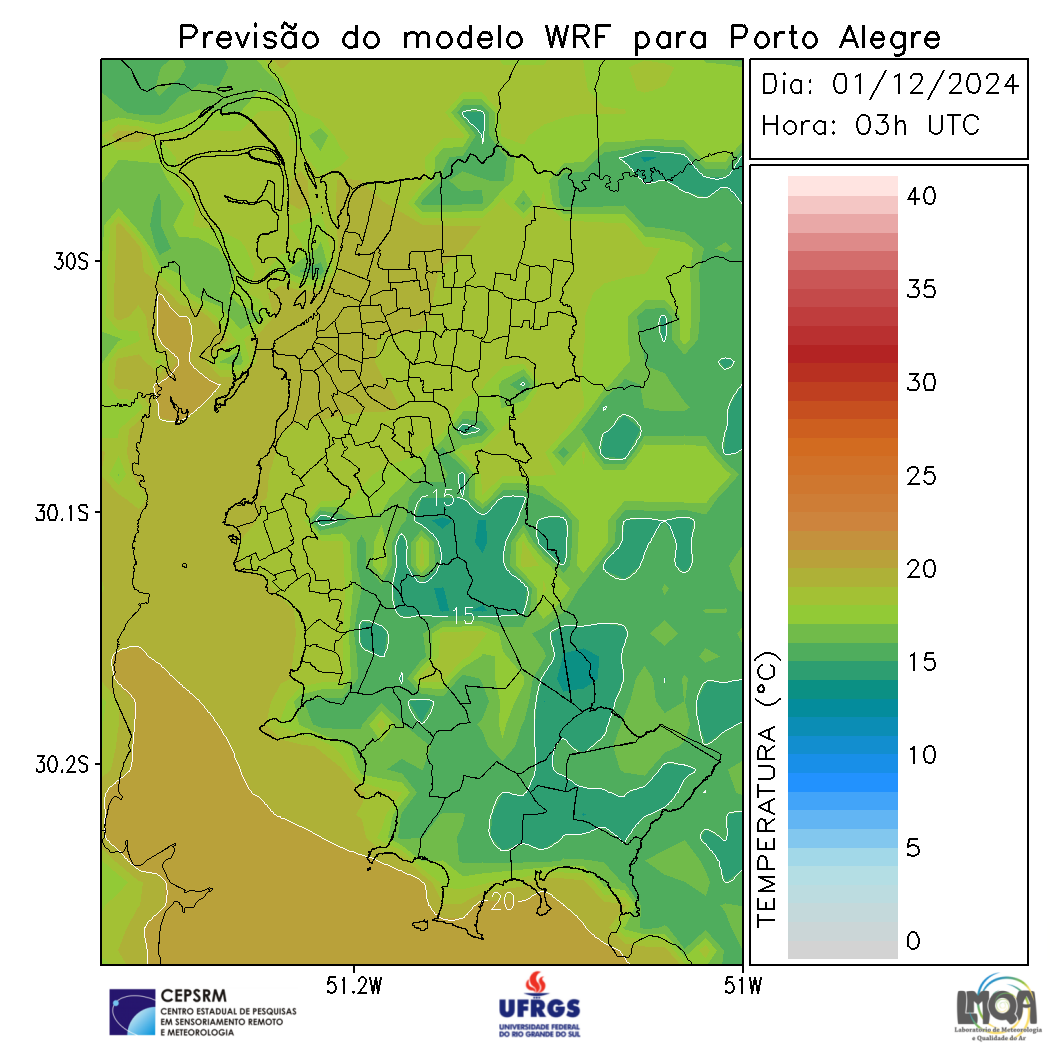 Previsão do modelo WRF para Porto Alegre
Dia: 01/12/2024
Hora: 03h UTC
40
35
30
25
20
15
10
5
0
TEMPERATURA (°C)
30S
30.1S
30.2S
51.2W
51W
15
15
20
CEPSRM
CENTRO ESTADUAL DE PESQUISAS
EM SENSORIAMENTO REMOTO
E METEOROLOGIA
UFRGS
UNIVERSIDADE FEDERAL
DO RIO GRANDE DO SUL
LMQA
Laboratório de Meteorologia
e Qualidade do Ar